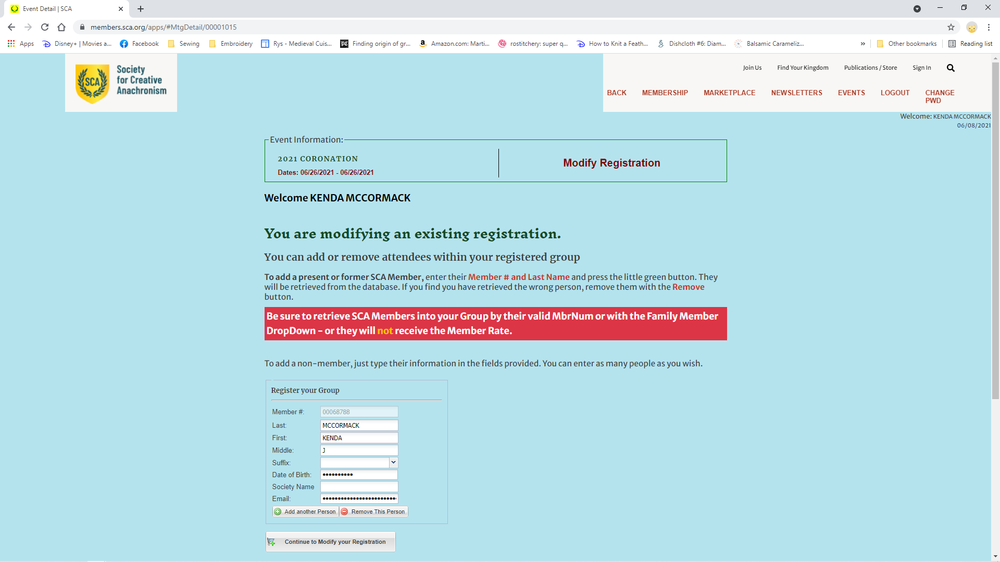 Event Detail | SCA
members.sca.org/apps/#MtgDetail/00001015
Apps
Disney+ | Movies a...
Facebook
Sewing
Embroidery
Rys - Medieval Cuis...
PC
Finding origin of gr...
Amazon.com: Marti...
rostitchery: super q...
How to Knit a Feath...
Dishcloth #6: Diam...
Balsamic Carameliz...
»
Other bookmarks
Reading list
SCA
Society
for Creative
Anachronism
Join Us
Find Your Kingdom
Publications / Store
Sign In
BACK
MEMBERSHIP
MARKETPLACE
NEWSLETTERS
EVENTS
LOGOUT
CHANGE
PWD
Welcome: KENDA MCCORMACK
06/08/2021
Event Information:
2021 CORONATION
Dates: 06/26/2021 - 06/26/2021
Modify Registration
Welcome KENDA MCCORMACK
You are modifying an existing registration.
You can add or remove attendees within your registered group
To add a present or former SCA Member, enter their Member # and Last Name and press the little green button. They
will be retrieved from the database. If you find you have retrieved the wrong person, remove them with the Remove
button.
Be sure to retrieve SCA Members into your Group by their valid MbrNum or with the Family Member
DropDown - or they will not receive the Member Rate.
To add a non-member, just type their information in the fields provided. You can enter as many people as you wish.
Register your Group
Member #: 00068788
Last: MCCORMACK
First: KENDA
Middle: J
Suffix:
Date of Birth: ••••••••••
Society Name
Email: ••••••••••••••••••••••••
Add another Person
Remove This Person
Continue to Modify your Registration